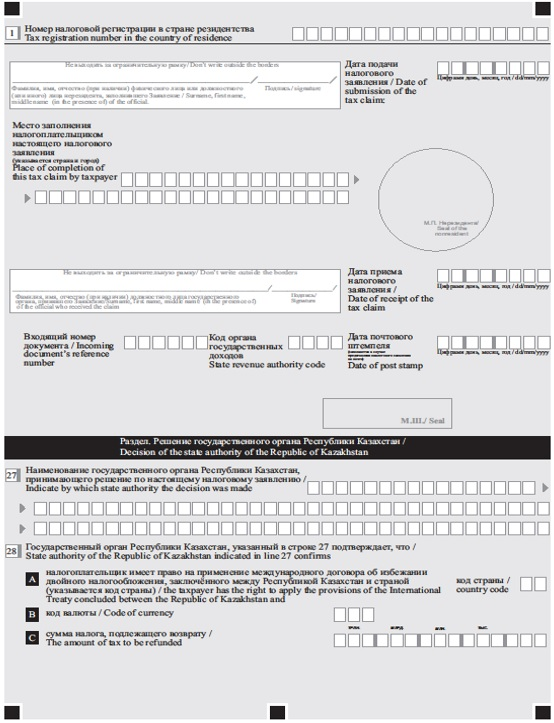 1 Номер налоговой регистрации в стране резидентства
Tax registration number in the country of residence
Не выходить за ограничительную рамку/ Don't write outside the borders
Фамилия, имя, отчество (при наличии) физического лица или должностного
(ых) лица нерезидента, заполнившего Заявление / Surname, first name,
middle name (in the presence of) of the official.
Подпись/ signature
Дата подачи
налогового
заявления / Date of
submission of the
tax claim:
Цифрами день, месяц, год / dd/mm/yyyy
Место заполнения
налогоплательщиком
настоящего налогового
заявления
(указывается страна и город)
Place of completion of
this tax claim by taxpayer
М.П. Нерезидента/
Seal of the
nonresident
Не выходить за ограничительную рамку/ Don't write outside the borders
Фамилия, имя, отчество (при наличии) должностного лица государственного
органа, принявшего Заявление/Surname, first name, middle name (in the presence of)
of the official who received the claim
Подпись/
Signature
Дата приема
налогового
заявления /
Date of receipt of the
tax claim
Цифрами день, месяц, год / dd/mm/yyyy
Входящий номер
документа / Incoming
document's reference
number
Код органа
государственных
доходов
State revenue authority code
Дата почтового
штемпеля
Date of post stamp
Цифрами день, месяц, год / dd/mm/yyyy
М.Ш./ Seal
Раздел. Решение государственного органа Республики Казахстан /
Decision of the state authority of the Republic of Kazakhstan
27 Наименование государственного органа Республики Казахстан,
принимающего решение по настоящему налоговому заявлению /
Indicate by which state authority the decision was made
28 Государственный орган Республики Казахстан, указанный в строке 27 подтверждает, что /
State authority of the Republic of Kazakhstan indicated in line 27 confirms
A налогоплательщик имеет право на применение международного договора об избежании
двойного налогообложения, заключённого между Республикой Казахстан и страной
(указывается код страны) / the taxpayer has the right to apply the provisions of the International
Treaty concluded between the Republic of Kazakhstan and
код страны /
country code
B код валюты / Code of currency
C сумма налога, подлежащего возврату /
The amount of tax to be refunded
трлн. млрд. млн. тыс.